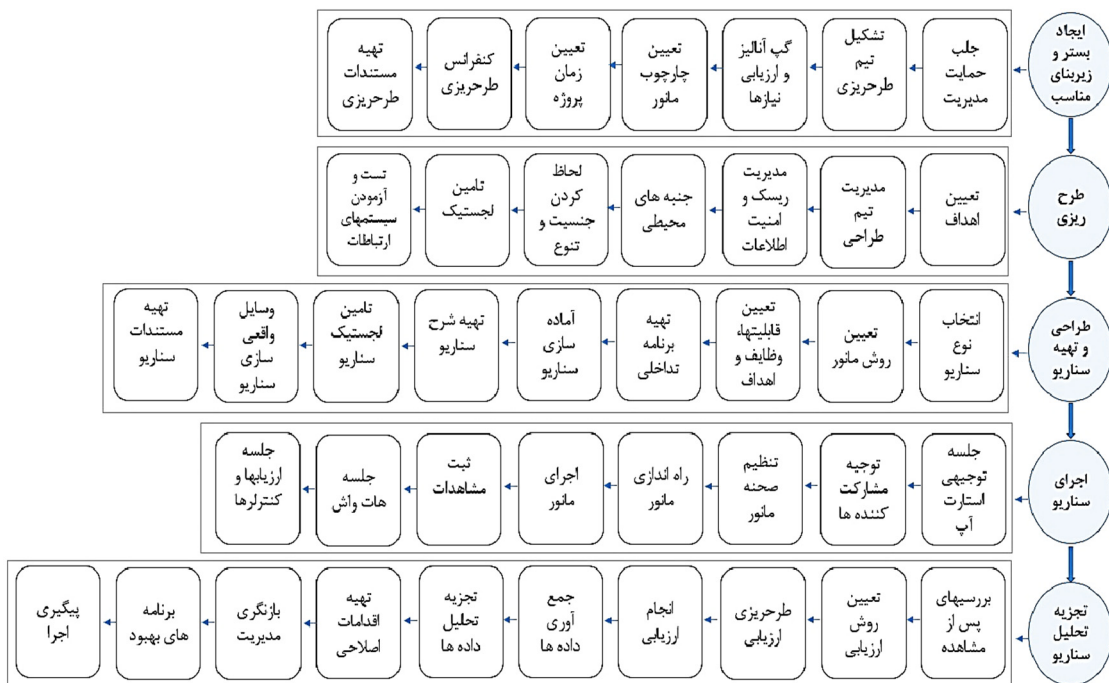 ایجاد
بستر و
زیربنای
مناسب
جلب
حمایت
مدیریت
تشکیل
تیم
طرحریزی
گپ آنالیز
و ارزیابی
نیازها
تعیین
چارچوب
مانور
تعیین
زمان
پروژه
کنفرانس
طرحریزی
تهیه
مستندات
طرحریزی
طرح
ریزی
تعیین
اهداف
مدیریت
تیم
طراحی
مدیریت
ریسک و
امنیت
اطلاعات
جنبه های
محیطی
لحاظ
کردن
جنسیت و
تنوع
تامین
لجستیک
تست و
آزمودن
سیستمهای
ارتباطات
طراحی
و تهیه
سناریو
انتخاب
نوع
سناریو
تعیین
روش مانور
تعیین
قابلیتها،
وظایف و
اهداف
تهیه
برنامه
تداخلی
آماده
سازی
سناریو
تهیه شرح
سناریو
تامین
لجستیک
سناریو
وسایل
واقعی
سازی
سناریو
تهیه
مستندات
سناریو
اجرای
سناریو
جلسه
توجیهی
استارت
آپ
توجیه
مشارکت
کننده ها
تنظیم
صحنه
مانور
راه اندازی
مانور
اجرای
مانور
ثبت
مشاهدات
جلسه
هات واش
جلسه
ارزیابها و
کنترلرها
تجزیه
تحلیل
سناریو
بررسیهای
پس از
مشاهده
تعیین
روش
ارزیابی
طرحریزی
ارزیابی
انجام
ارزیابی
جمع
آوری
داده ها
تجزیه
تحلیل
داده ها
تهیه
اقدامات
اصلاحی
بازنگری
مدیریت
برنامه
های بهبود
پیگیری
اجرا